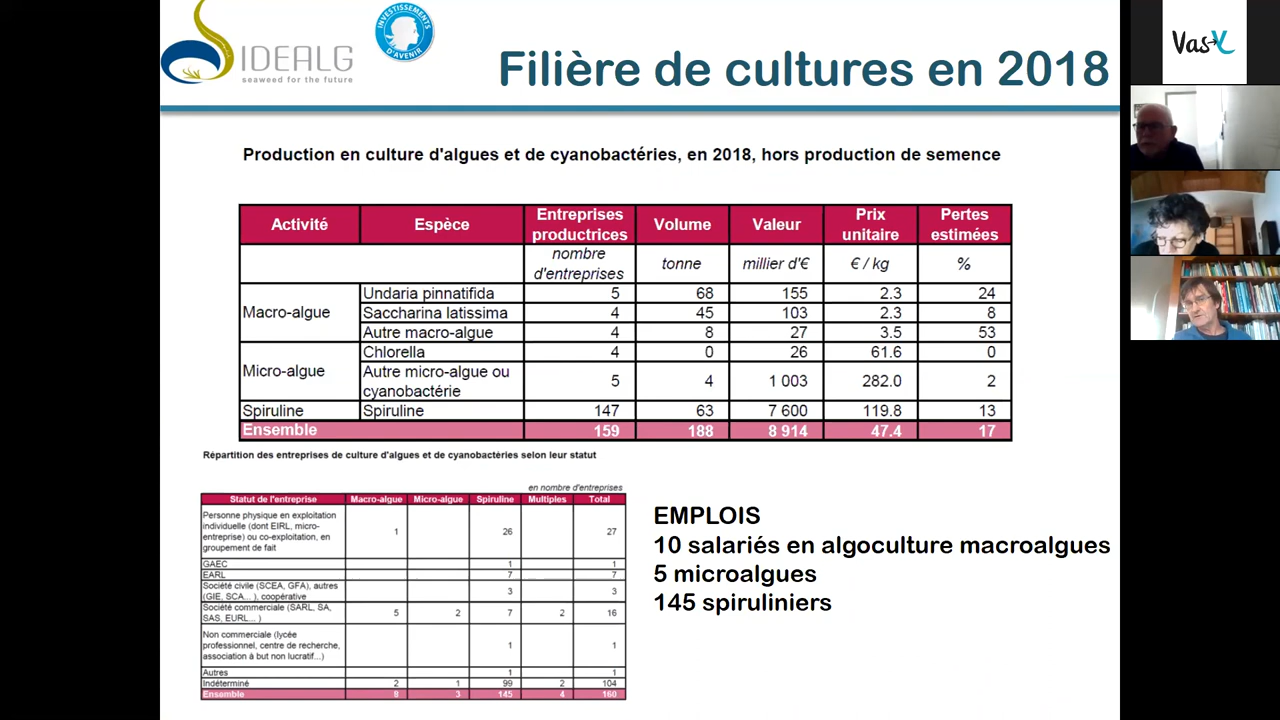 IDEALG
seaweed for the future
INVESTISSEMENTS
D'AVENIR
Filière de cultures en 2018
Vas-Y
Production en culture d'algues et de cyanobactéries, en 2018, hors production de semence
Activité Espèce Entreprises productrices Volume Valeur Prix unitaire Pertes estimées
nombre d'entreprises tonne millier d'€ € / kg %
Macro-algue Undaria pinnatifida 5 68 155 2.3 24
Saccharina latissima 4 45 103 2.3 8
Autre macro-algue 4 8 27 3.5 53
Micro-algue Chlorella 4 0 26 61.6 0
Autre micro-algue ou cyanobactérie 5 4 1 003 282.0 2
Spiruline Spiruline 147 63 7 600 119.8 13
Ensemble 159 188 8 914 47.4 17
Répartition des entreprises de culture d'algues et de cyanobactéries selon leur statut
en nombre d'entreprises
Statut de l'entreprise Macro-algue Micro-algue Spiruline Multiples Total
Personne physique en exploitation
individuelle (dont EIRL, micro-
entreprise) ou co-exploitation, en
groupement de fait 1 26 27
GAEC 1 1
EARL 7 7
Société civile (SCEA, GFA), autres
(GIE, SCA... ), coopérative 3 3
Société commerciale (SARL, SA,
SAS, EURL... ) 5 2 7 2 16
Non commerciale (lycée
professionnel, centre de recherche,
association à but non lucratif...) 1 1
Autres 1 1
Indéterminé 2 1 99 2 104
Ensemble 8 3 145 4 160
EMPLOIS
10 salariés en algoculture macroalgues
5 microalgues
145 spiruliniers